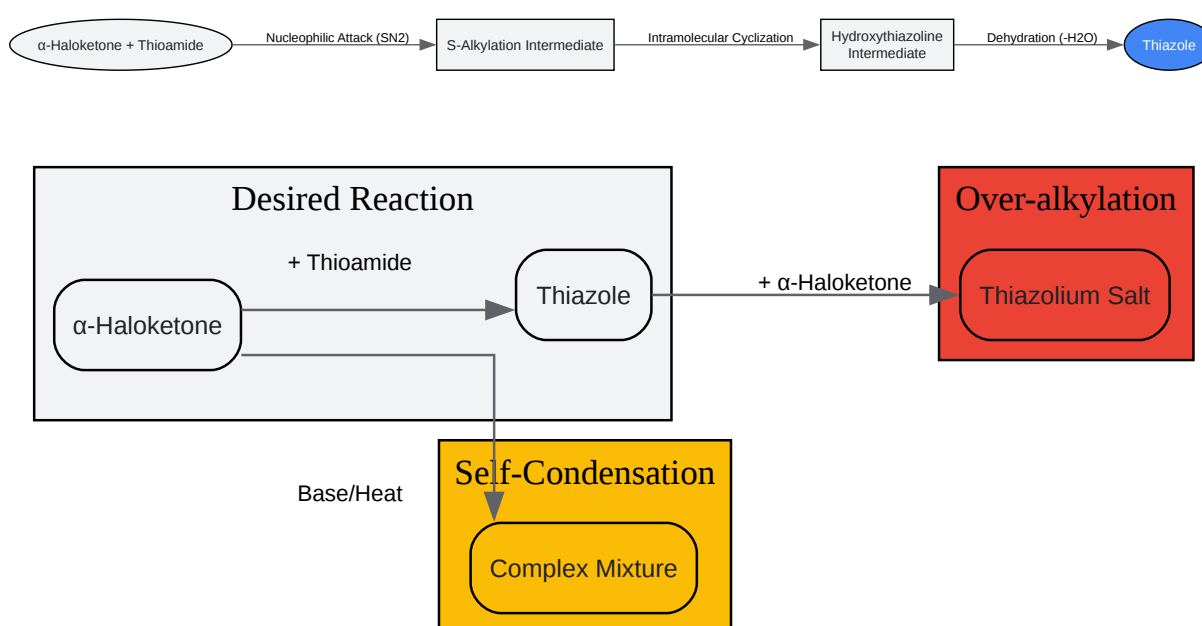 α-Haloketone + Thioamide
Nucleophilic Attack (SN2)
S-Alkylation Intermediate
Intramolecular Cyclization
Hydroxythiazoline
Intermediate
Dehydration (-H2O)
Thiazole
Desired Reaction
+ Thioamide
α-Haloketone
Thiazole
+ α-Haloketone
Over-alkylation
Thiazolium Salt
Base/Heat
Self-Condensation
Complex Mixture